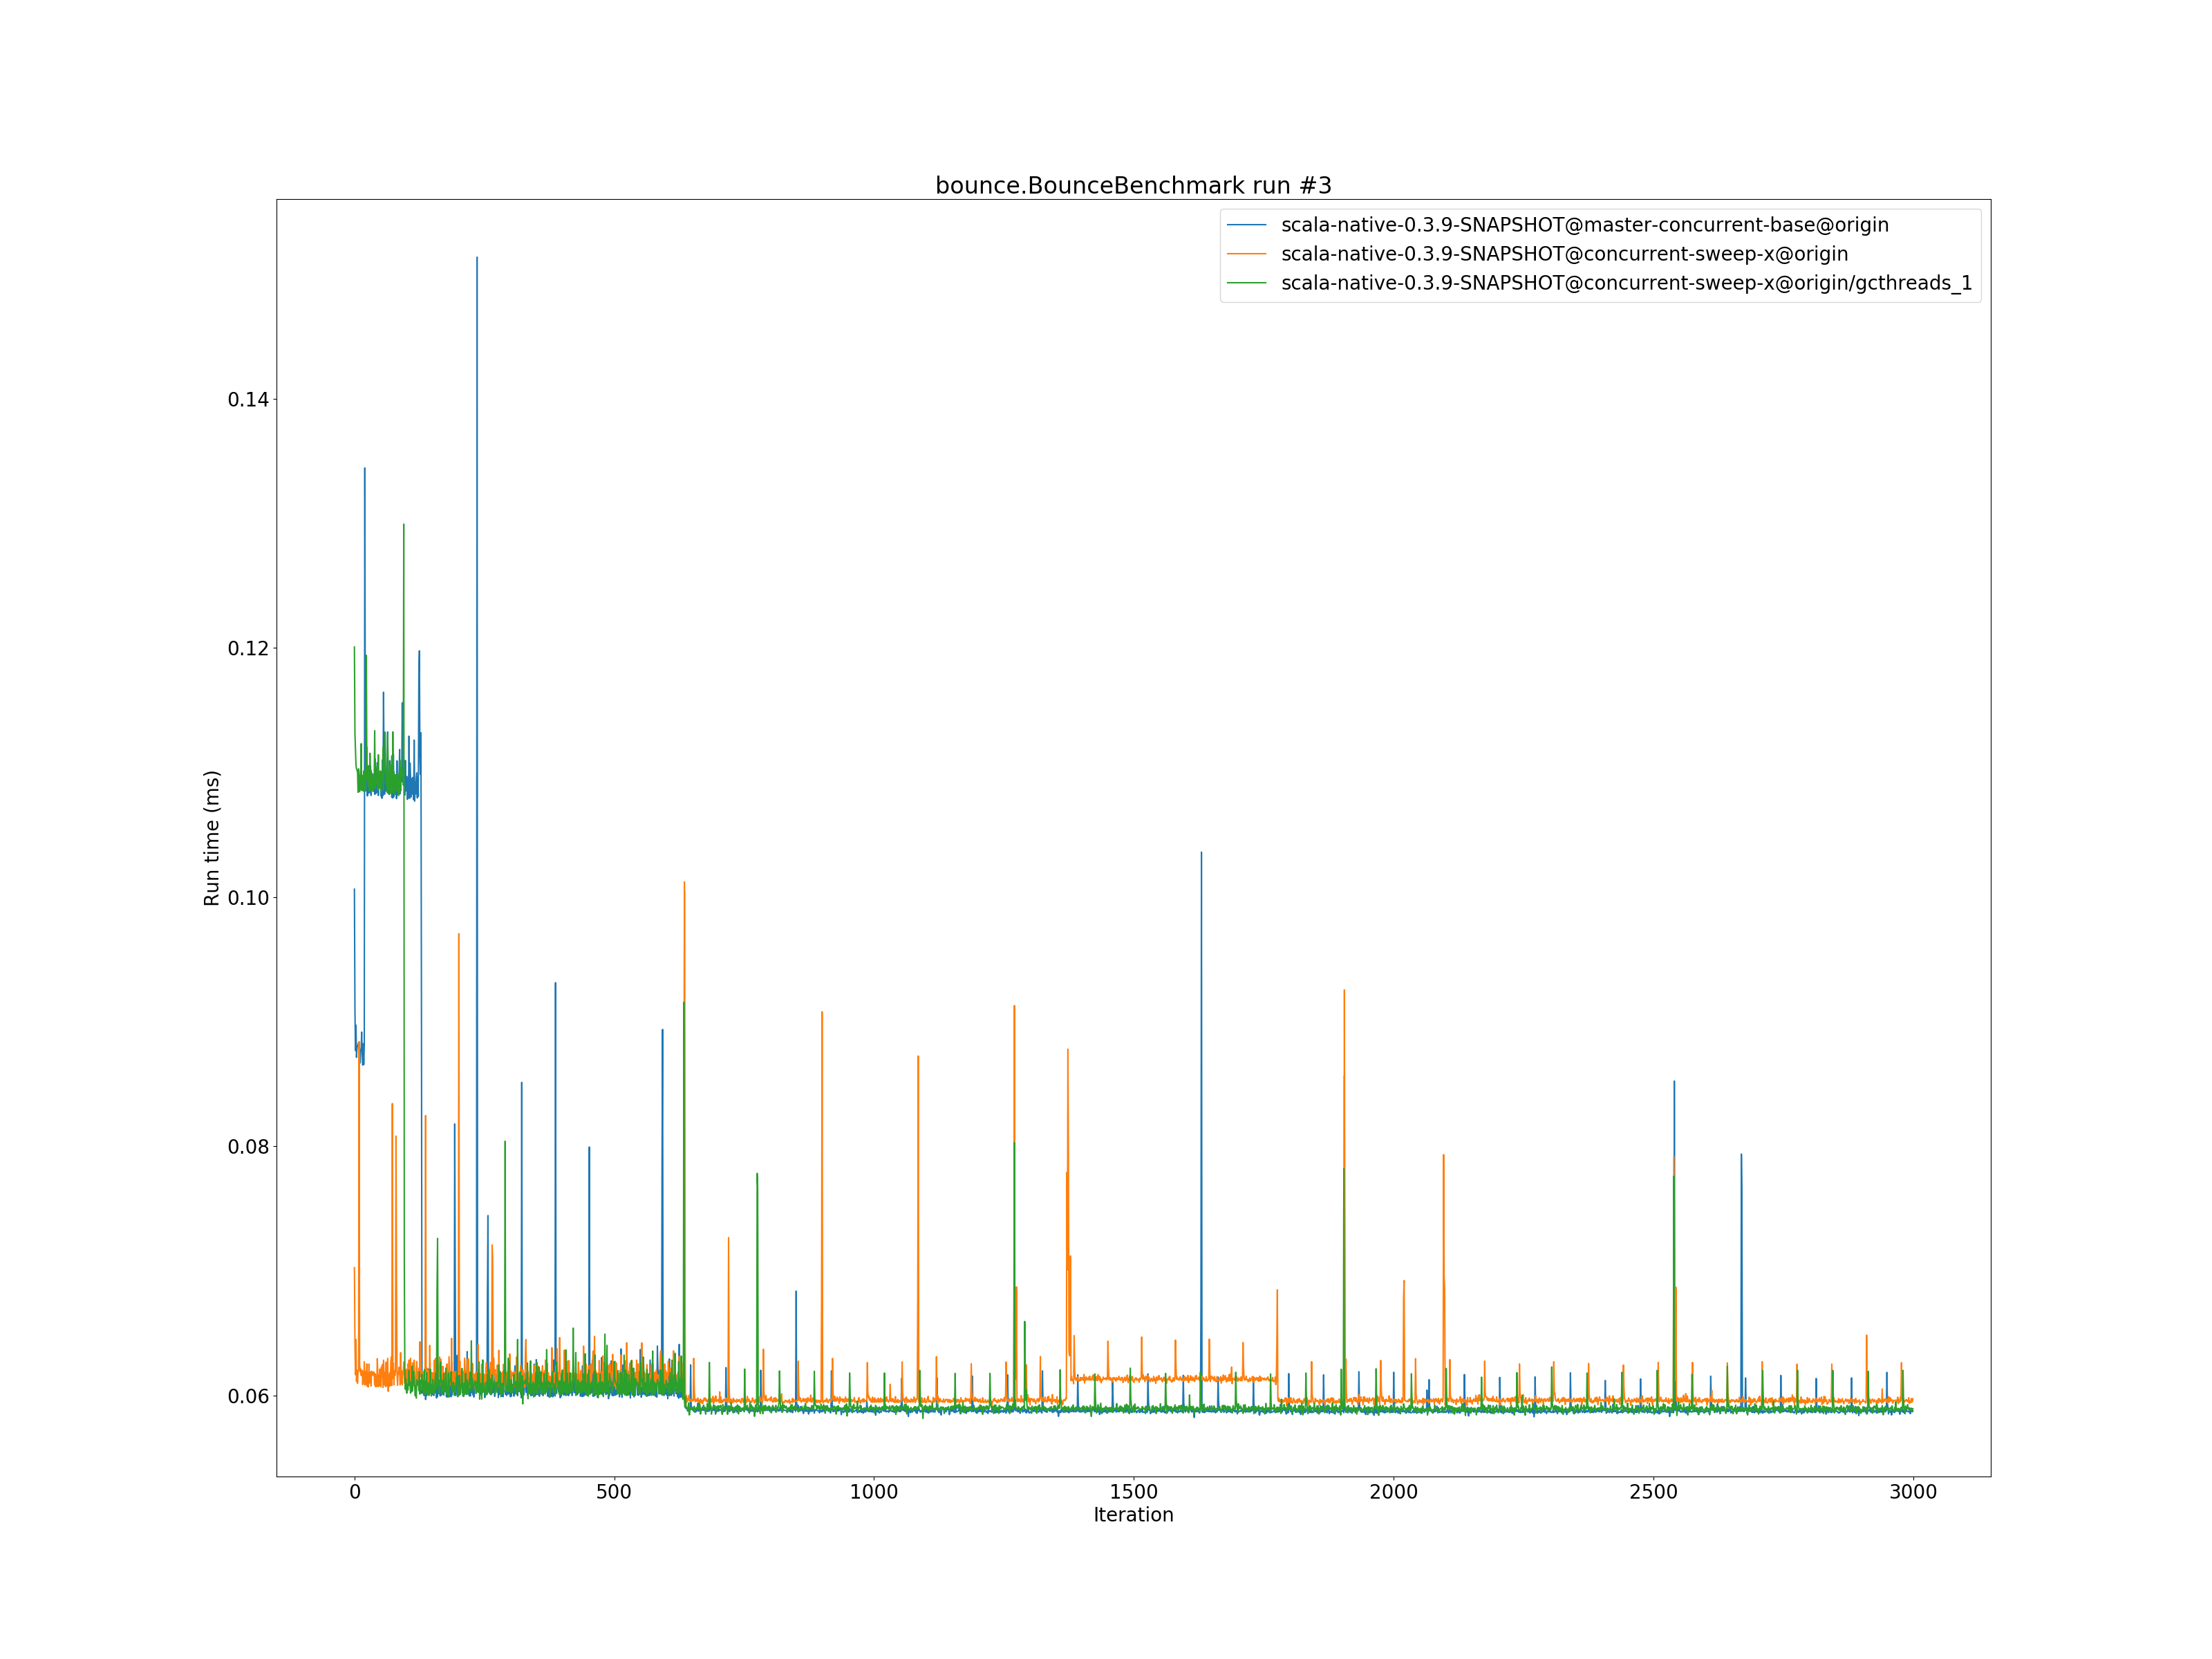 bounce.BounceBenchmark run #3
scala-native-0.3.9-SNAPSHOT@master-concurrent-base@origin
scala-native-0.3.9-SNAPSHOT@concurrent-sweep-x@origin
scala-native-0.3.9-SNAPSHOT@concurrent-sweep-x@origin/gcthreads_1
Run time (ms)
0.14
0.12
0.10
0.08
0.06
0
500
1000
1500
2000
2500
3000
Iteration